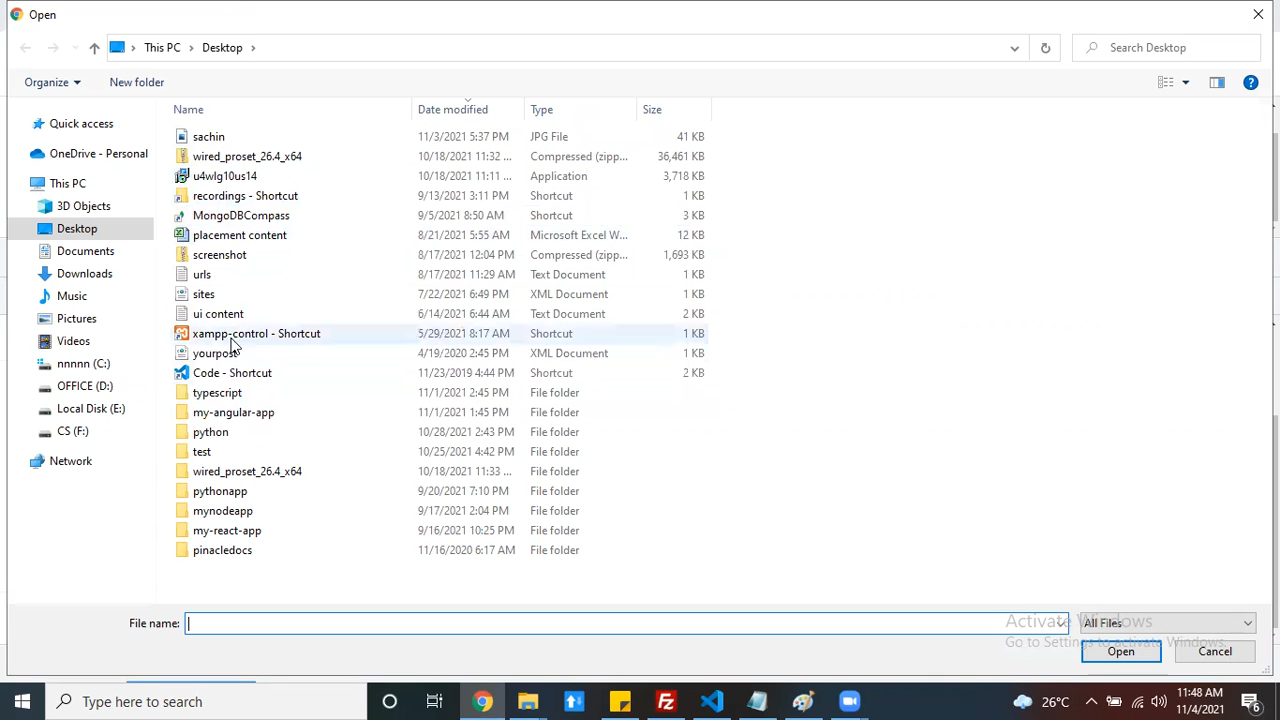 Open
This PC
Desktop
Search Desktop
Organize
New folder
Name
Date modified
Type
Size
Quick access
OneDrive - Personal
This PC
3D Objects
Desktop
Documents
Downloads
Music
Pictures
Videos
nnnnn (C:)
OFFICE (D:)
Local Disk (E:)
CS (F:)
Network
sachin 11/3/2021 5:37 PM JPG File 41 KB
wired_proset_26.4_x64 10/18/2021 11:32 ... Compressed (zipp... 36,461 KB
u4wlg10us14 10/18/2021 11:11 ... Application 3,718 KB
recordings - Shortcut 9/13/2021 3:11 PM Shortcut 1 KB
MongoDBCompass 9/5/2021 8:50 AM Shortcut 3 KB
placement content 8/21/2021 5:55 AM Microsoft Excel W... 12 KB
screenshot 8/17/2021 12:04 PM Compressed (zipp... 1,693 KB
urls 8/17/2021 11:29 AM Text Document 1 KB
sites 7/22/2021 6:49 PM XML Document 1 KB
ui content 6/14/2021 6:44 AM Text Document 2 KB
xampp-control - Shortcut 5/29/2021 8:17 AM Shortcut 1 KB
yourpost 4/19/2020 2:45 PM XML Document 1 KB
Code - Shortcut 11/23/2019 4:44 PM Shortcut 2 KB
typescript 11/1/2021 2:45 PM File folder
my-angular-app 11/1/2021 1:45 PM File folder
python 10/28/2021 2:43 PM File folder
test 10/25/2021 4:42 PM File folder
wired_proset_26.4_x64 10/18/2021 11:33 ... File folder
pythonapp 9/20/2021 7:10 PM File folder
mynodeapp 9/17/2021 2:04 PM File folder
my-react-app 9/16/2021 10:25 PM File folder
pinacledocs 11/16/2020 6:17 AM File folder
File name:
All Files
Activate Windows
Go to Settings to activate Windows.
Open
Cancel
Type here to search
26°C
11:48 AM
11/4/2021
6